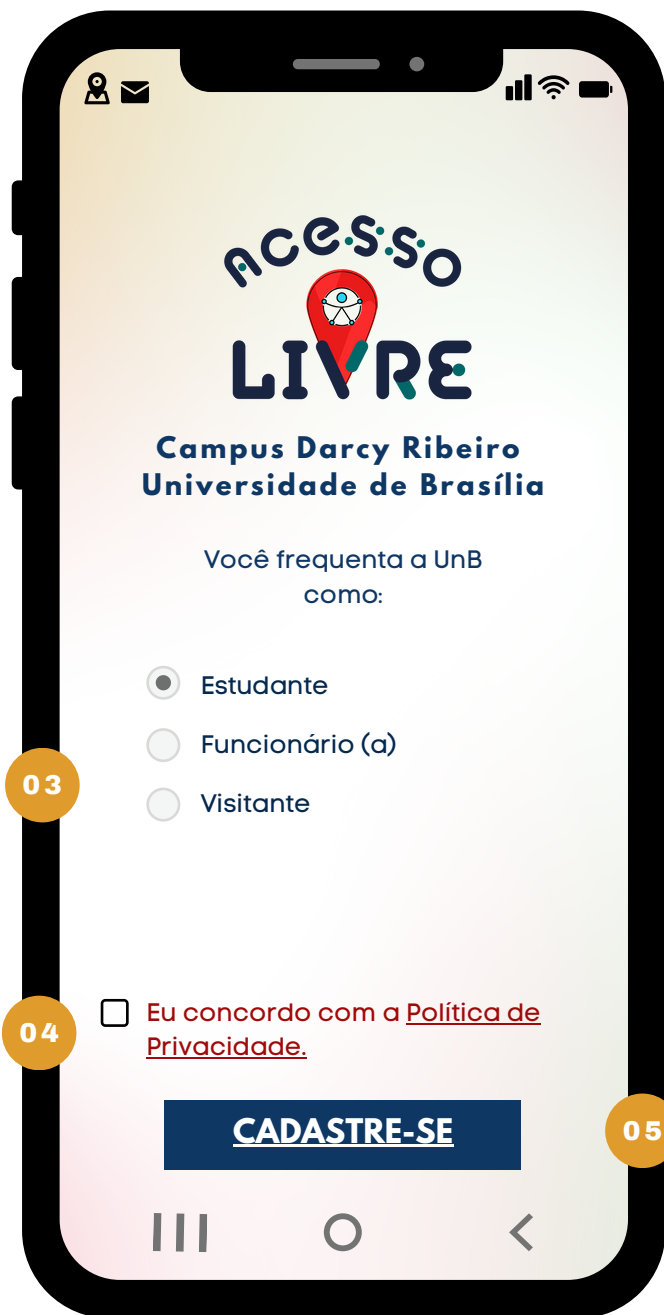 ACESSO
LIVRE
Campus Darcy Ribeiro
Universidade de Brasília
Você frequenta a UnB
como:
Estudante
Funcionário (a)
03
Visitante
04
Eu concordo com a Política de
Privacidade.
CADASTRE-SE
05